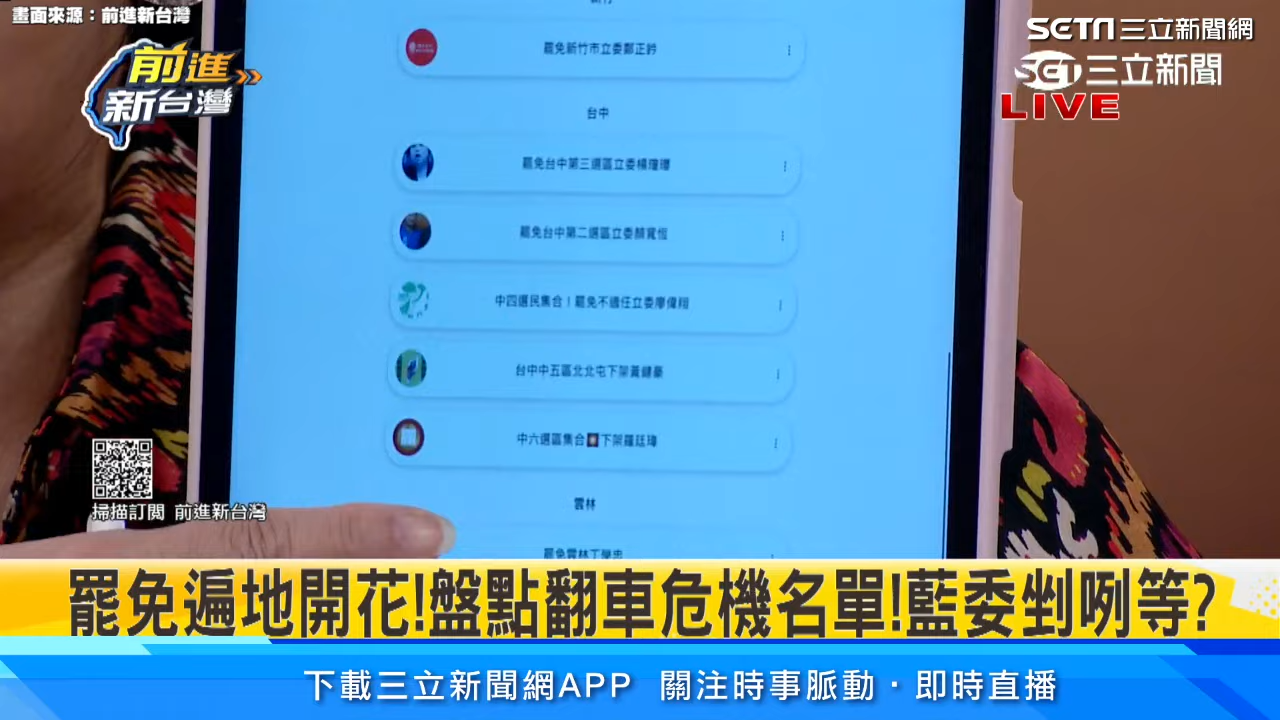 畫面來源：前進新台灣
前進
新台灣
SETN三立新聞網
SET三立新聞
LIVE
罷免新竹市立委鄭正鈐
台中
罷免台中第三選區立委楊瓊瓔
罷免台中第二選區立委顏寬恒
中四選民集合！罷免不適任立委廖偉翔
台中中五區北北屯下架黃健豪
中六選區集合 下架羅廷瑋
雲林
罷免雲林丁學忠
掃描訂閱 前進新台灣
罷免遍地開花!盤點翻車危機名單!藍委剉咧等?
下載三立新聞網APP 關注時事脈動・即時直播